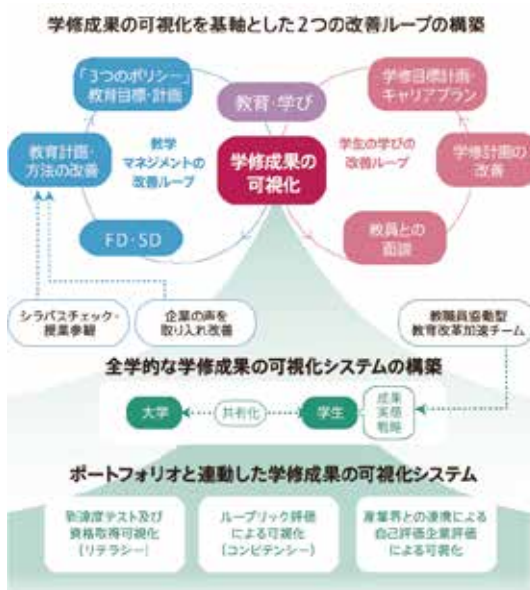 学修成果の可視化を基軸とした2つの改善ループの構築
「3つのポリシー」
教育目標・計画
教育・学び
学修目標計画・
キャリアプラン
教育計画・
方法の改善
教学
マネジメントの
改善ループ
学修成果の
可視化
学生の学びの
改善ループ
学修計画の
改善
FD・SD
教員との
面談
シラバスチェック・
授業参観
企業の声を
取り入れ改善
教職員協働型
教育改革加速チーム
全学的な学修成果の可視化システムの構築
大学
共有化
学生
成果
実感
戦略
ポートフォリオと連動した学修成果の可視化システム
到達度テスト及び
資格取得可視化
(リテラシー)
ルーブリック評価
による可視化
(コンピテンシー)
産業界との連携による
自己評価企業評価
による可視化